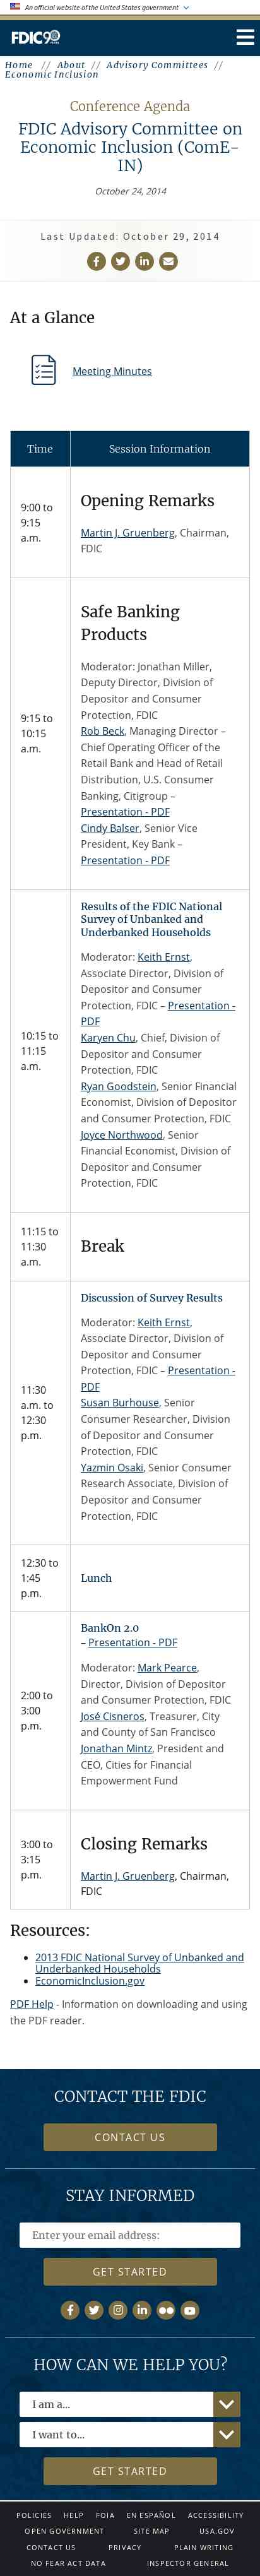 An official website of the United States government
FDIC 90
Home // About // Advisory Committees //
Economic Inclusion
Conference Agenda
FDIC Advisory Committee on
Economic Inclusion (ComE-
IN)
October 24, 2014
Last Updated: October 29, 2014
At a Glance
Meeting Minutes
Time
Session Information
9:00 to
9:15
a.m.
Opening Remarks
Martin J. Gruenberg, Chairman,
FDIC
9:15 to
10:15
a.m.
Safe Banking
Products
Moderator: Jonathan Miller,
Deputy Director, Division of
Depositor and Consumer
Protection, FDIC
Rob Beck, Managing Director –
Chief Operating Officer of the
Retail Bank and Head of Retail
Distribution, U.S. Consumer
Banking, Citigroup –
Presentation - PDF
Cindy Balser, Senior Vice
President, Key Bank –
Presentation - PDF
10:15 to
11:15
a.m.
Results of the FDIC National
Survey of Unbanked and
Underbanked Households
Moderator: Keith Ernst,
Associate Director, Division of
Depositor and Consumer
Protection, FDIC – Presentation -
PDF
Karyen Chu, Chief, Division of
Depositor and Consumer
Protection, FDIC
Ryan Goodstein, Senior Financial
Economist, Division of Depositor
and Consumer Protection, FDIC
Joyce Northwood, Senior
Financial Economist, Division of
Depositor and Consumer
Protection, FDIC
11:15 to
11:30
a.m.
Break
11:30
a.m. to
12:30
p.m.
Discussion of Survey Results
Moderator: Keith Ernst,
Associate Director, Division of
Depositor and Consumer
Protection, FDIC – Presentation -
PDF
Susan Burhouse, Senior
Consumer Researcher, Division
of Depositor and Consumer
Protection, FDIC
Yazmin Osaki, Senior Consumer
Research Associate, Division of
Depositor and Consumer
Protection, FDIC
12:30 to
1:45
p.m.
Lunch
2:00 to
3:00
p.m.
BankOn 2.0
– Presentation - PDF
Moderator: Mark Pearce,
Director, Division of Depositor
and Consumer Protection, FDIC
José Cisneros, Treasurer, City
and County of San Francisco
Jonathan Mintz, President and
CEO, Cities for Financial
Empowerment Fund
3:00 to
3:15
p.m.
Closing Remarks
Martin J. Gruenberg, Chairman,
FDIC
Resources:
2013 FDIC National Survey of Unbanked and
Underbanked Households
EconomicInclusion.gov
PDF Help - Information on downloading and using
the PDF reader.
CONTACT THE FDIC
CONTACT US
STAY INFORMED
Enter your email address:
GET STARTED
HOW CAN WE HELP YOU?
I am a...
I want to...
GET STARTED
POLICIES HELP FOIA EN ESPAÑOL ACCESSIBILITY
OPEN GOVERNMENT SITE MAP USA.GOV
CONTACT US PRIVACY PLAIN WRITING
NO FEAR ACT DATA INSPECTOR GENERAL